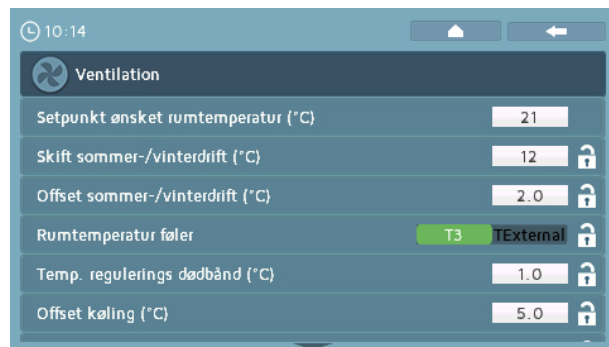 10:14
Ventilation
Setpunkt ønsket rumtemperatur (°C) 21
Skift sommer-/vinterdrift (°C) 12
Offset sommer-/vinterdrift (°C) 2.0
Rumtemperatur føler T3 TExternal
Temp. regulerings dødbånd (°C) 1.0
Offset køling (°C) 5.0